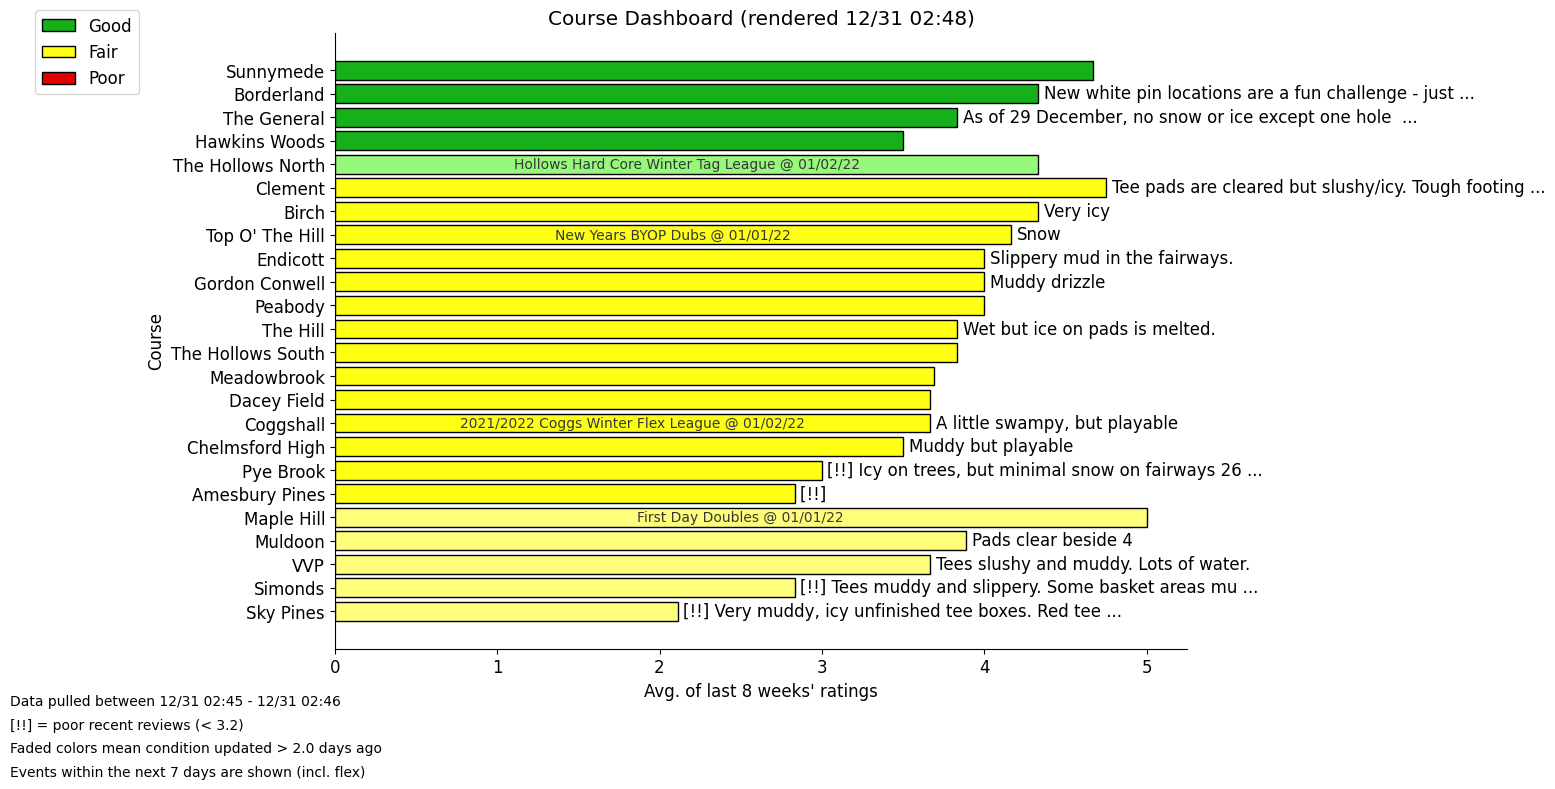 Course Dashboard (rendered 12/31 02:48)
Good
Fair
Poor
Course
Sunnymede
Borderland New white pin locations are a fun challenge - just ...
The General As of 29 December, no snow or ice except one hole  ...
Hawkins Woods
The Hollows North Hollows Hard Core Winter Tag League @ 01/02/22
Clement Tee pads are cleared but slushy/icy. Tough footing ...
Birch Very icy
Top O' The Hill New Years BYOP Dubs @ 01/01/22 Snow
Endicott Slippery mud in the fairways.
Gordon Conwell Muddy drizzle
Peabody
The Hill Wet but ice on pads is melted.
The Hollows South
Meadowbrook
Dacey Field
Coggshall 2021/2022 Coggs Winter Flex League @ 01/02/22 A little swampy, but playable
Chelmsford High Muddy but playable
Pye Brook [!!] Icy on trees, but minimal snow on fairways 26 ...
Amesbury Pines [!!]
Maple Hill First Day Doubles @ 01/01/22
Muldoon Pads clear beside 4
VVP Tees slushy and muddy. Lots of water.
Simonds [!!] Tees muddy and slippery. Some basket areas mu ...
Sky Pines [!!] Very muddy, icy unfinished tee boxes. Red tee ...
0 1 2 3 4 5
Avg. of last 8 weeks' ratings
Data pulled between 12/31 02:45 - 12/31 02:46
[!!] = poor recent reviews (< 3.2)
Faded colors mean condition updated > 2.0 days ago
Events within the next 7 days are shown (incl. flex)